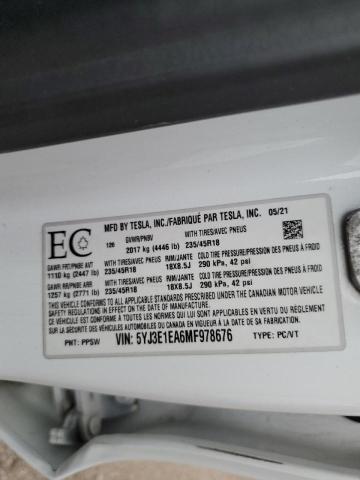 MFD BY TESLA, INC./FABRIQUÉ PAR TESLA, INC. 05/21
EC 126 GVWR/PNBV 2017 kg (4446 lb) WITH TIRES/AVEC PNEUS 235/45R18
GAWR FRT/PNBE AVT 1110 kg (2447 lb) WITH TIRES/AVEC PNEUS 235/45R18 RIM/JANTE 18X8.5J COLD TIRE PRESSURE/PRESSION DES PNEUS À FROID 290 kPa, 42 psi
GAWR RR/PNBE ARR 1257 kg (2771 lb) WITH TIRES/AVEC PNEUS 235/45R18 RIM/JANTE 18X8.5J COLD TIRE PRESSURE/PRESSION DES PNEUS À FROID 290 kPa, 42 psi
THIS VEHICLE CONFORMS TO ALL APPLICABLE STANDARDS PRESCRIBED UNDER THE CANADIAN MOTOR VEHICLE
SAFETY REGULATIONS IN EFFECT ON THE DATE OF MANUFACTURE/
CE VÉHICULE EST CONFORME À TOUTES LES NORMES QUI LUI SONT APPLICABLES EN VERTU DU RÈGLEMENT SUR LA
SÉCURITÉ DES VÉHICULES AUTOMOBILES DU CANADA EN VIGUEUR À LA DATE DE SA FABRICATION
PNT: PPSW VIN: 5YJ3E1EA6MF978676 TYPE: PC/VT